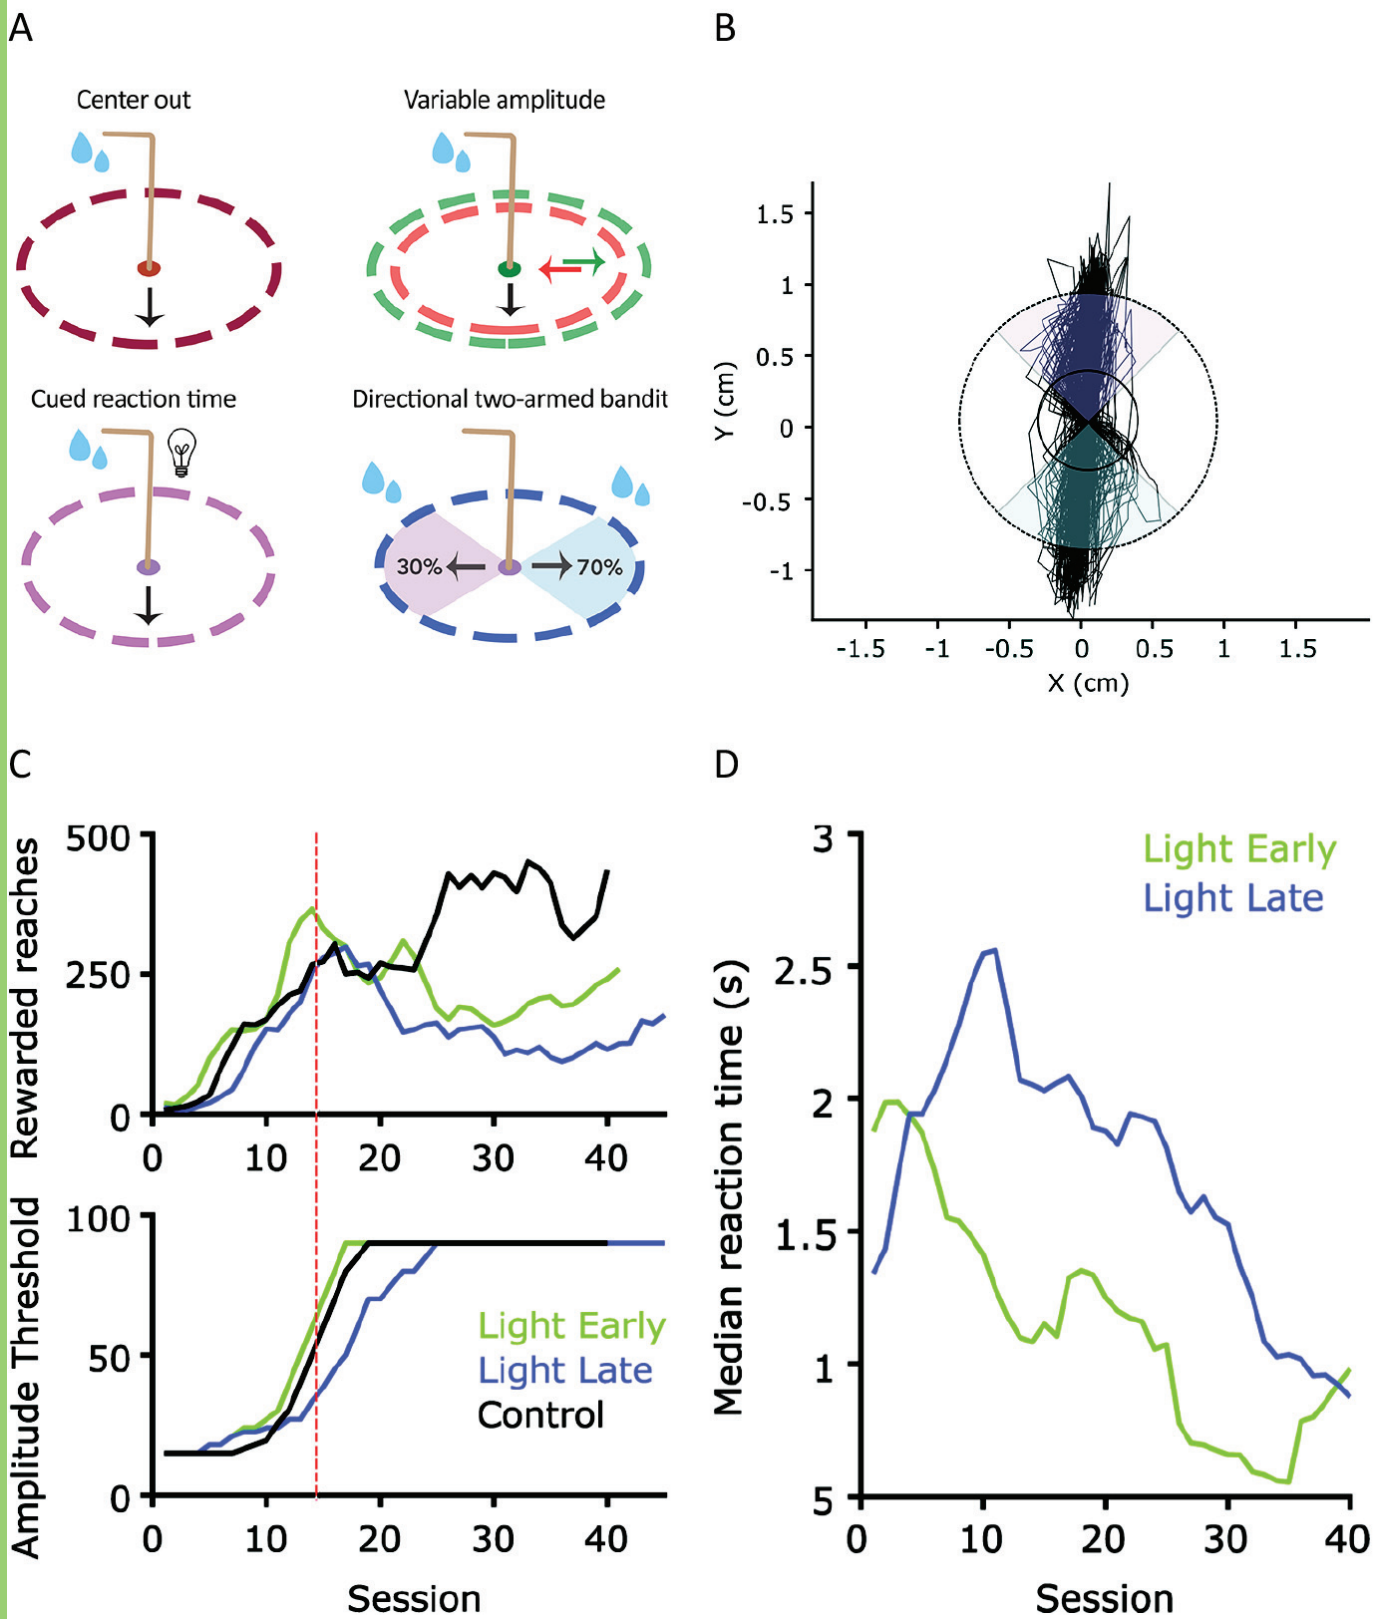 A
Center out
Variable amplitude
Cued reaction time
Directional two-armed bandit
30%
70%
B
1.5
1
0.5
0
-0.5
-1
Y (cm)
-1.5 -1 -0.5 0 0.5 1 1.5
X (cm)
C
500
250
0
Rewarded reaches
0 10 20 30 40
100
50
0
Amplitude Threshold
Light Early
Light Late
Control
0 10 20 30 40
Session
D
3
2.5
2
1.5
1
5
Median reaction time (s)
Light Early
Light Late
0 10 20 30 40
Session